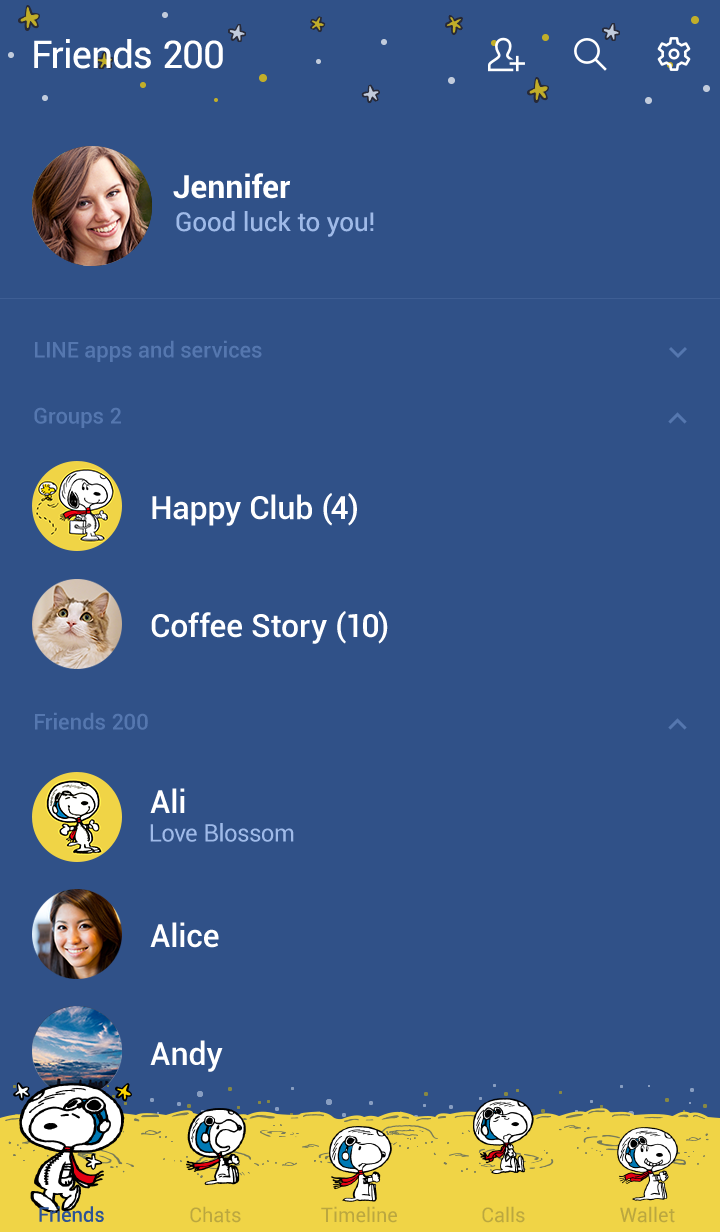 Friends 200
Jennifer
Good luck to you!
LINE apps and services
Groups 2
Happy Club (4)
Coffee Story (10)
Friends 200
Ali
Love Blossom
Alice
Andy
Friends
Chats
Timeline
Calls
Wallet